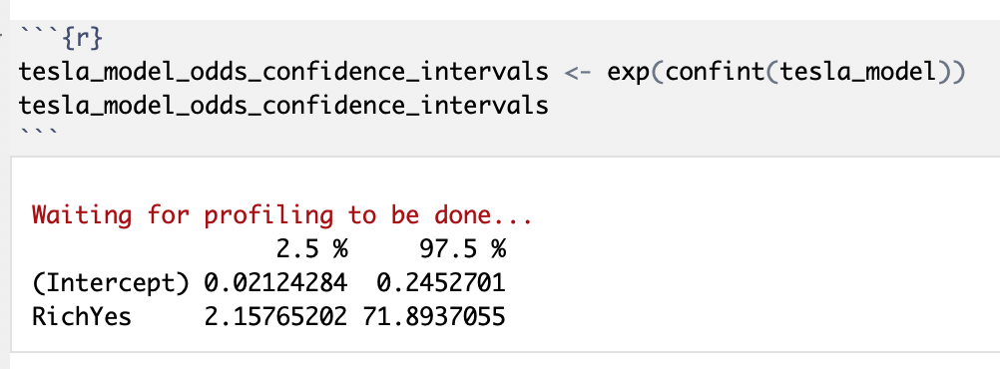 ```{r}
tesla_model_odds_confidence_intervals <- exp(confint(tesla_model))
tesla_model_odds_confidence_intervals
```
Waiting for profiling to be done...
                 2.5 %     97.5 %
(Intercept) 0.02124284  0.2452701
RichYes     2.15765202 71.8937055